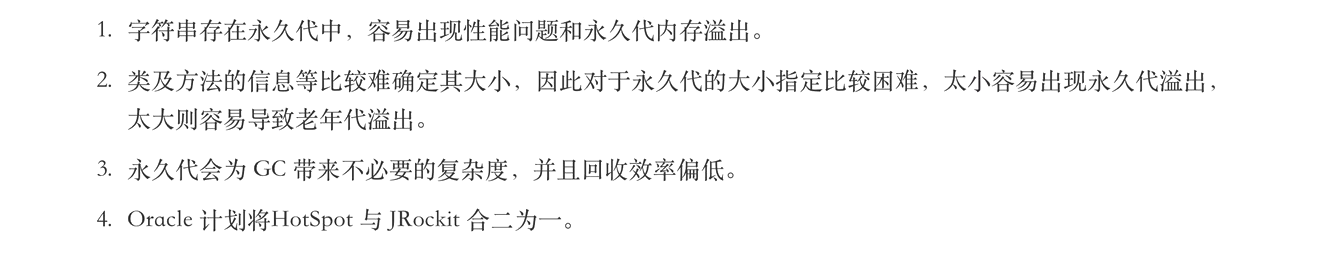 1. 字符串存在永久代中，容易出现性能问题和永久代内存溢出。
2. 类及方法的信息等比较难确定其大小，因此对于永久代的大小指定比较困难，太小容易出现永久代溢出，
太大则容易导致老年代溢出。
3. 永久代会为 GC 带来不必要的复杂度，并且回收效率偏低。
4. Oracle 计划将HotSpot 与 JRockit 合二为一。